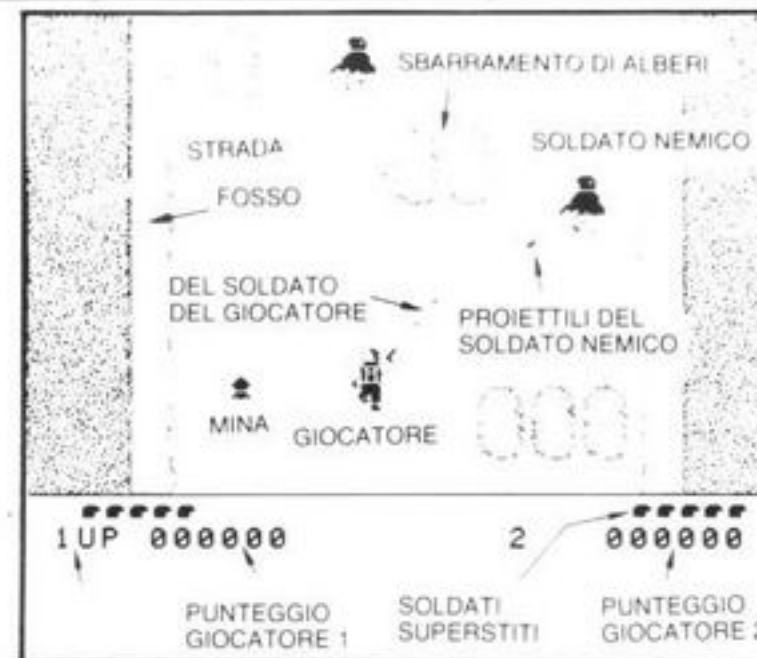 SBARRAMENTO DI ALBERI
STRADA
SOLDATO NEMICO
FOSSO
DEL SOLDATO
DEL GIOCATORE
PROIETTILI DEL
SOLDATO NEMICO
MINA
GIOCATORE
1UP 000000
2 000000
PUNTEGGIO
GIOCATORE 1
SOLDATI
SUPERSTITI
PUNTEGGIO
GIOCATORE 2